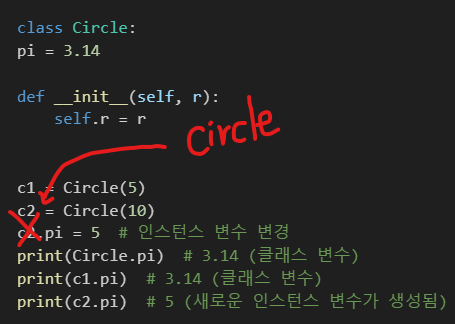 class Circle:
pi = 3.14
def __init__(self, r):
    self.r = r
Circle
c1 = Circle(5)
c2 = Circle(10)
c2.pi = 5  # 인스턴스 변수 변경
print(Circle.pi)  # 3.14 (클래스 변수)
print(c1.pi)  # 3.14 (클래스 변수)
print(c2.pi)  # 5 (새로운 인스턴스 변수가 생성됨)